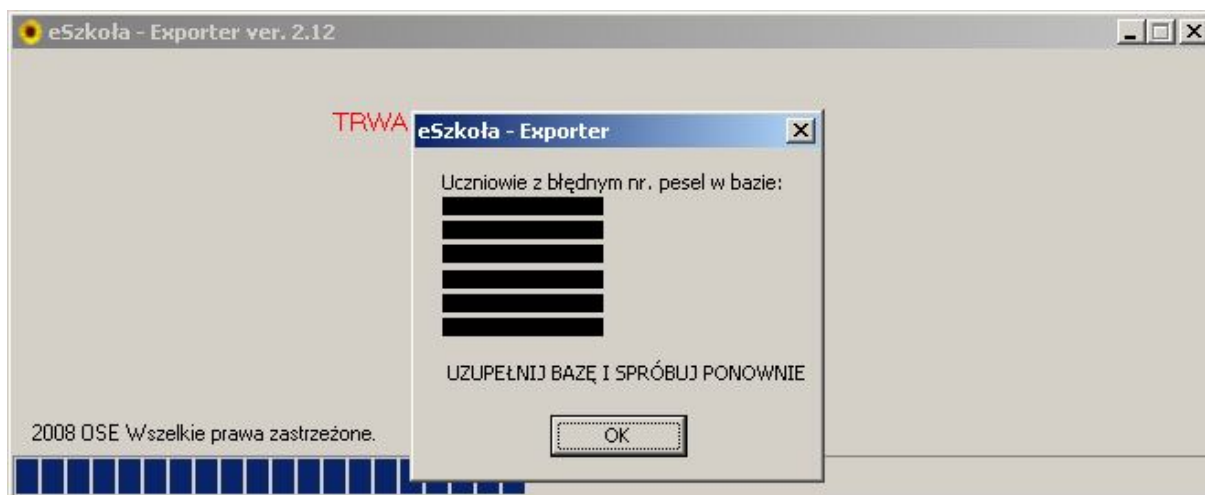 eSzkoła - Exporter ver. 2.12
TRWA
eSzkoła - Exporter
Uczniowie z błędnym nr. pesel w bazie:
UZUPEŁNIJ BAZĘ I SPRÓBUJ PONOWNIE
OK
2008 OSE Wszelkie prawa zastrzeżone.